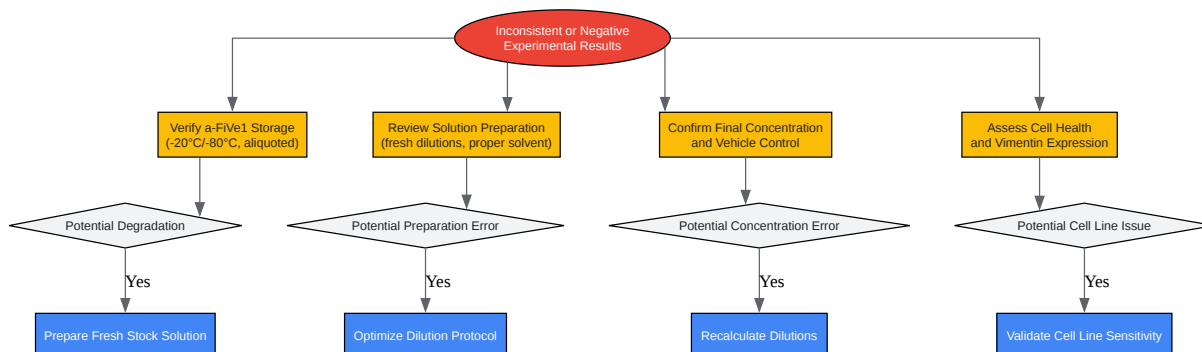 Inconsistent or Negative
Experimental Results
Verify a-FiVe1 Storage
(-20°C/-80°C, aliquoted)
Review Solution Preparation
(fresh dilutions, proper solvent)
Confirm Final Concentration
and Vehicle Control
Assess Cell Health
and Vimentin Expression
Potential Degradation
Potential Preparation Error
Potential Concentration Error
Potential Cell Line Issue
Yes
Yes
Yes
Yes
Prepare Fresh Stock Solution
Optimize Dilution Protocol
Recalculate Dilutions
Validate Cell Line Sensitivity